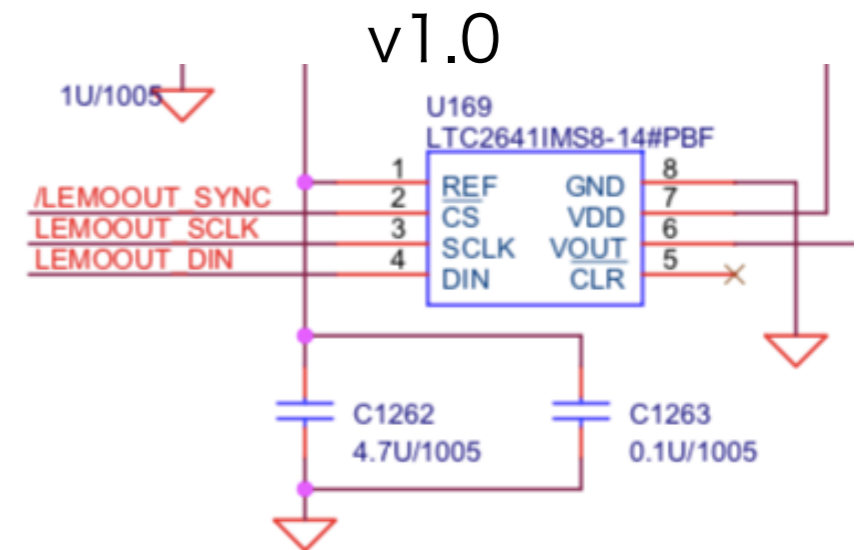 v1.0
1U/1005
U169
LTC2641IMS8-14#PBF
/LEMOOUT_SYNC
LEMOOUT_SCLK
LEMOOUT_DIN
1
2
3
4
REF
CS
SCLK
DIN
GND
VDD
VOUT
CLR
8
7
6
5
C1262
4.7U/1005
C1263
0.1U/1005